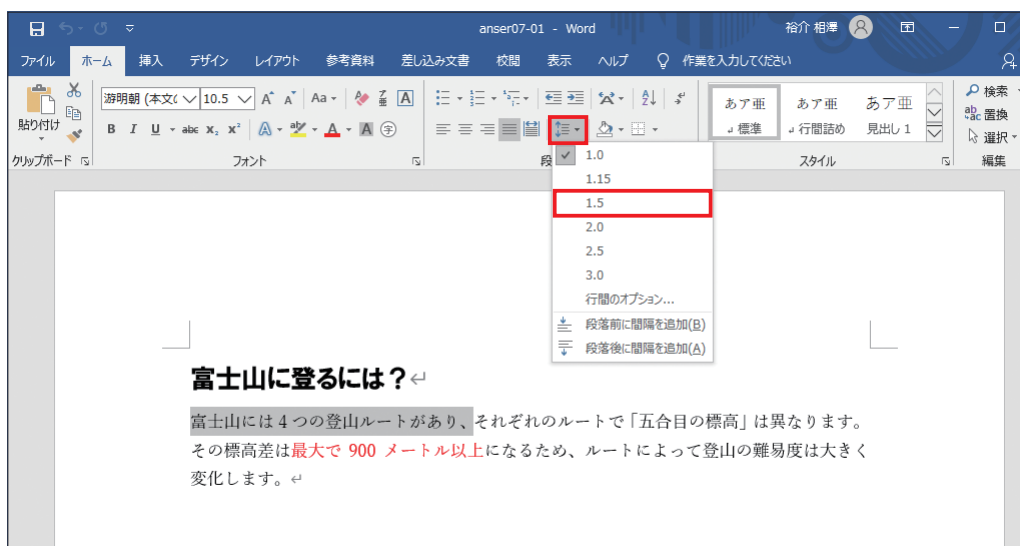 anser07-01 - Word
裕介 相澤
ファイル ホーム 挿入 デザイン レイアウト 参考資料 差し込み文書 校閲 表示 ヘルプ 作業を入力してください
貼り付け
游明朝 (本文( 10.5 A A Aa A
B I U abc x₂ x² A aby A A 字
あア亜 あア亜 あア亜
標準 行間詰め 見出し 1
検索
置換
選択
クリップボード フォント 段 スタイル 編集
1.0
1.15
1.5
2.0
2.5
3.0
行間のオプション...
段落前に間隔を追加(B)
段落後に間隔を追加(A)
富士山に登るには？↵
富士山には4つの登山ルートがあり、それぞれのルートで「五合目の標高」は異なります。
その標高差は最大で 900 メートル以上になるため、ルートによって登山の難易度は大きく
変化します。↵